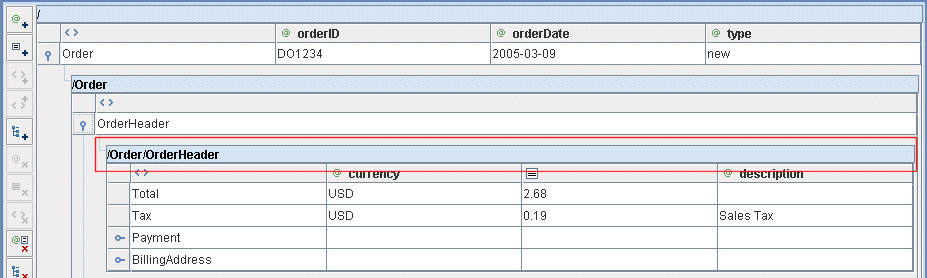 /
<> @ orderID @ orderDate @ type
Order DO1234 2005-03-09 new
/Order
<>
OrderHeader
/Order/OrderHeader
<> @ currency @ description
Total USD 2.68
Tax USD 0.19 Sales Tax
Payment
BillingAddress